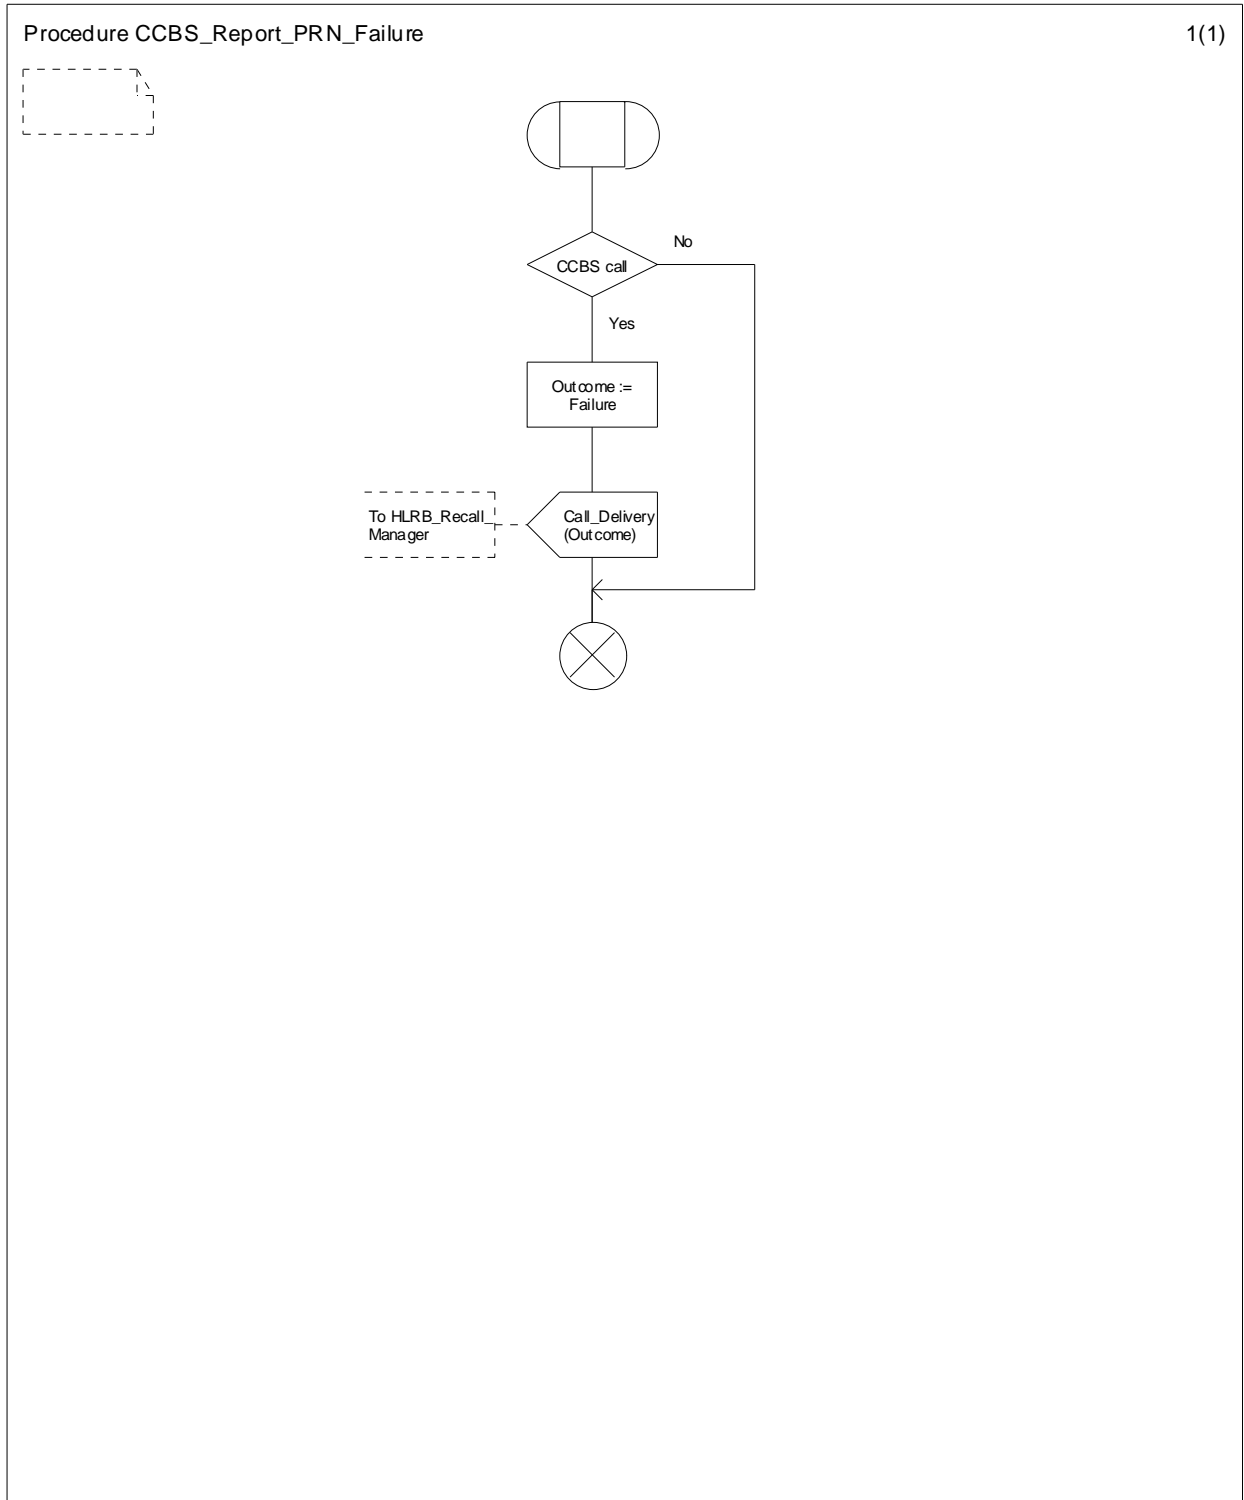 Procedure CCBS_Report_PRN_Failure
1(1)
No
CCBS call
Yes
Outcome :=
Failure
To HLRB_Recall_
Manager
Call_Delivery
(Outcome)